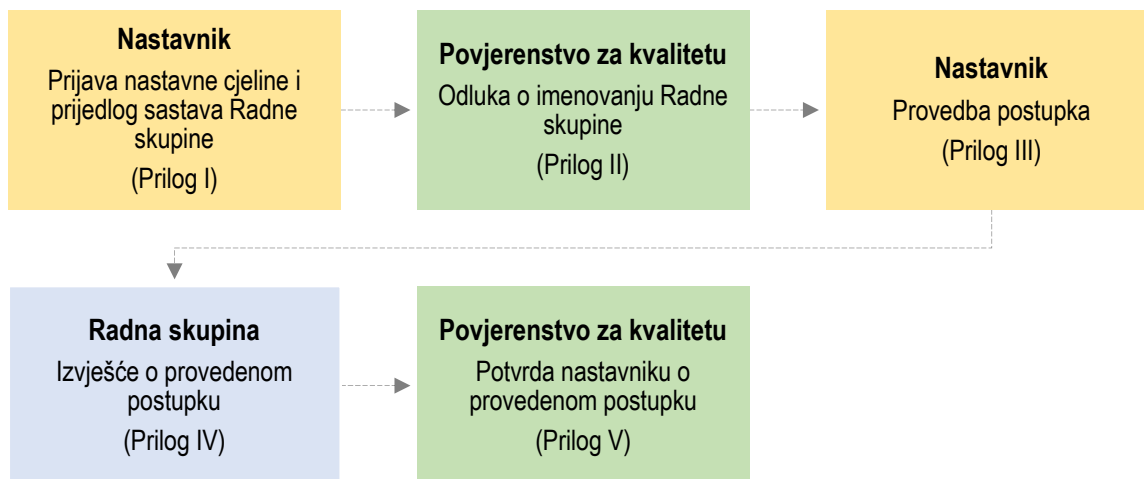 Nastavnik
Prijava nastavne cjeline i
prijedlog sastava Radne
skupine
(Prilog I)
Povjerenstvo za kvalitetu
Odluka o imenovanju Radne
skupine
(Prilog II)
Nastavnik
Provedba postupka
(Prilog III)
Radna skupina
Izvješće o provedenom
postupku
(Prilog IV)
Povjerenstvo za kvalitetu
Potvrda nastavniku o
provedenom postupku
(Prilog V)